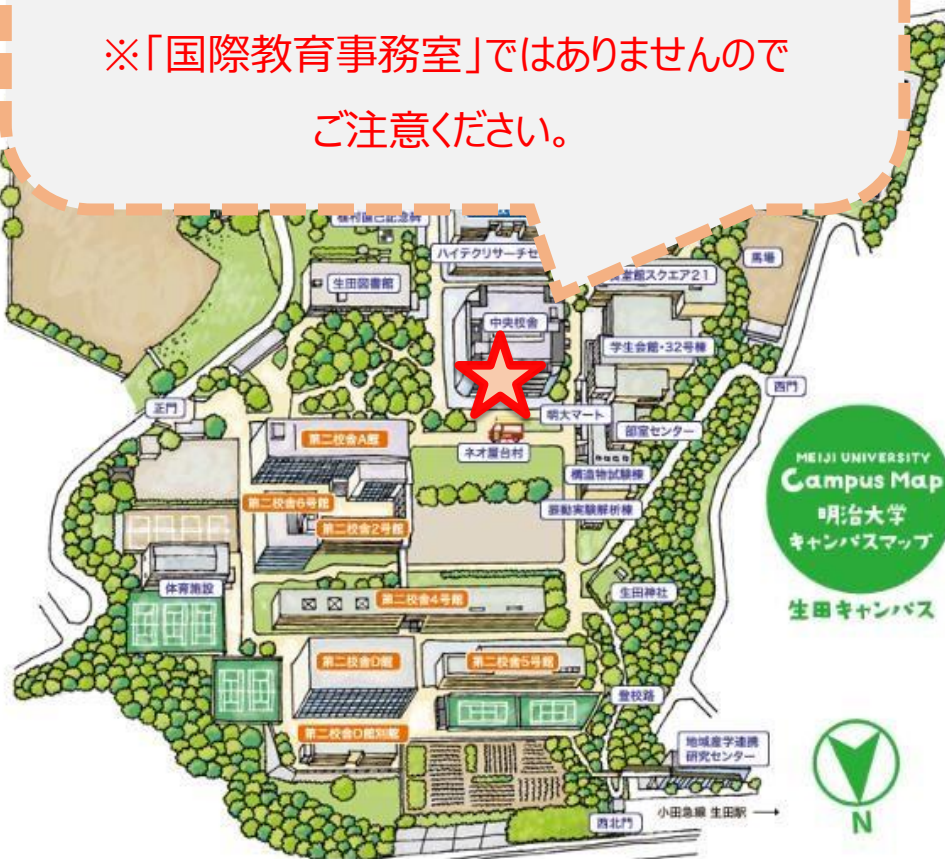 ※「国際教育事務室」ではありませんので
ご注意ください。
ハイテクリサーチセ
馬場
生田図書館
食堂館スクエア21
中央校舎
学生会館・32号棟
西門
正門
明大マート
部室センター
第二校舎A館
ネオ屋台村
構造物試験棟
MEIJI UNIVERSITY
Campus Map
明治大学
キャンパスマップ
生田キャンパス
第二校舎6号館
振動実験解析棟
第二校舎2号館
体育施設
生田神社
第二校舎4号館
第二校舎D館
第二校舎5号館
登校路
第二校舎D館別館
地域産学連携
研究センター
西北門
小田急線 生田駅
N